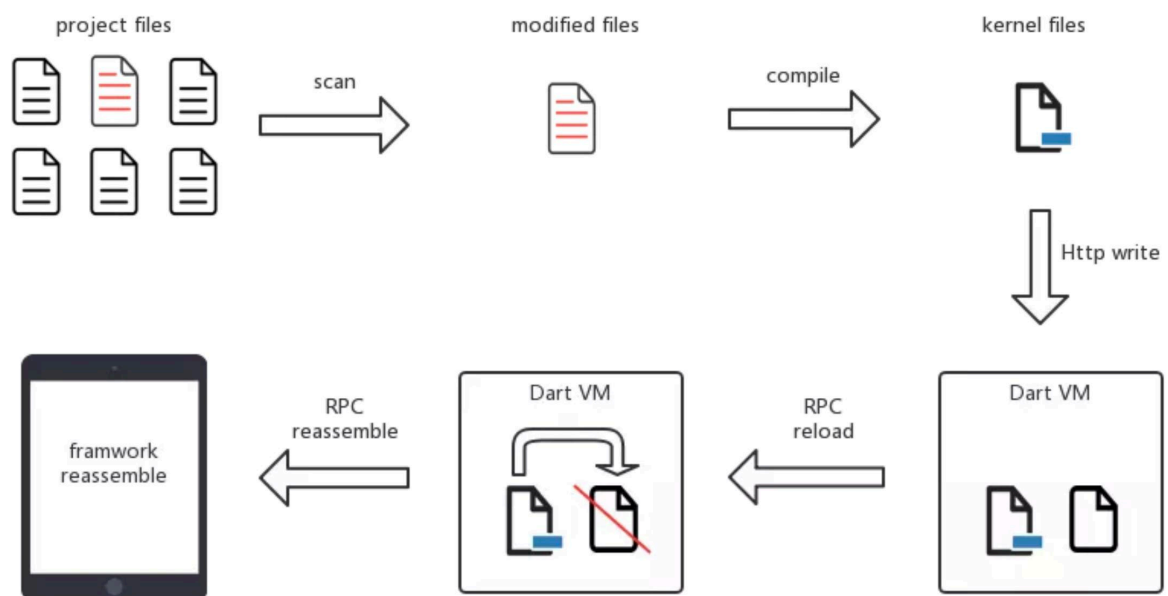 project files
modified files
kernel files
scan
compile
Http write
Dart VM
RPC
reload
Dart VM
RPC
reassemble
framwork
reassemble